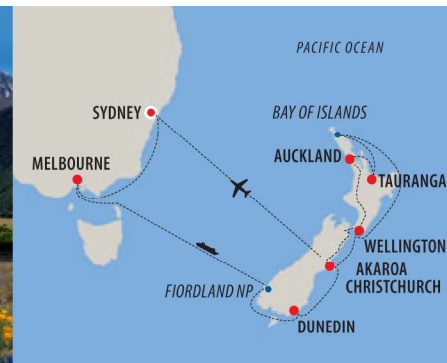 PACIFIC OCEAN
SYDNEY
BAY OF ISLANDS
AUCKLAND
MELBOURNE
TAURANGA
WELLINGTON
AKAROA
CHRISTCHURCH
FIORDLAND NP
DUNEDIN